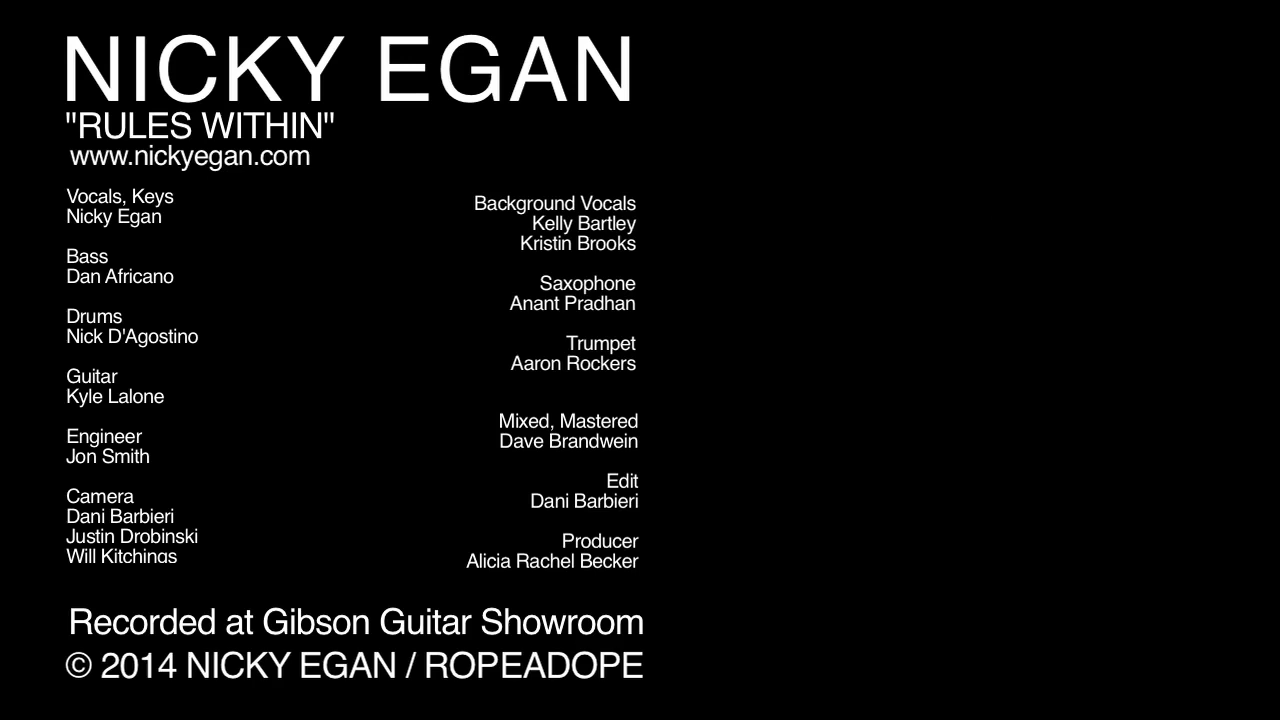 NICKY EGAN
"RULES WITHIN"
www.nickyegan.com
Vocals, Keys
Nicky Egan
Bass
Dan Africano
Drums
Nick D'Agostino
Guitar
Kyle Lalone
Engineer
Jon Smith
Camera
Dani Barbieri
Justin Drobinski
Will Kitchings
Background Vocals
Kelly Bartley
Kristin Brooks
Saxophone
Anant Pradhan
Trumpet
Aaron Rockers
Mixed, Mastered
Dave Brandwein
Edit
Dani Barbieri
Producer
Alicia Rachel Becker
Recorded at Gibson Guitar Showroom
© 2014 NICKY EGAN / ROPEADOPE